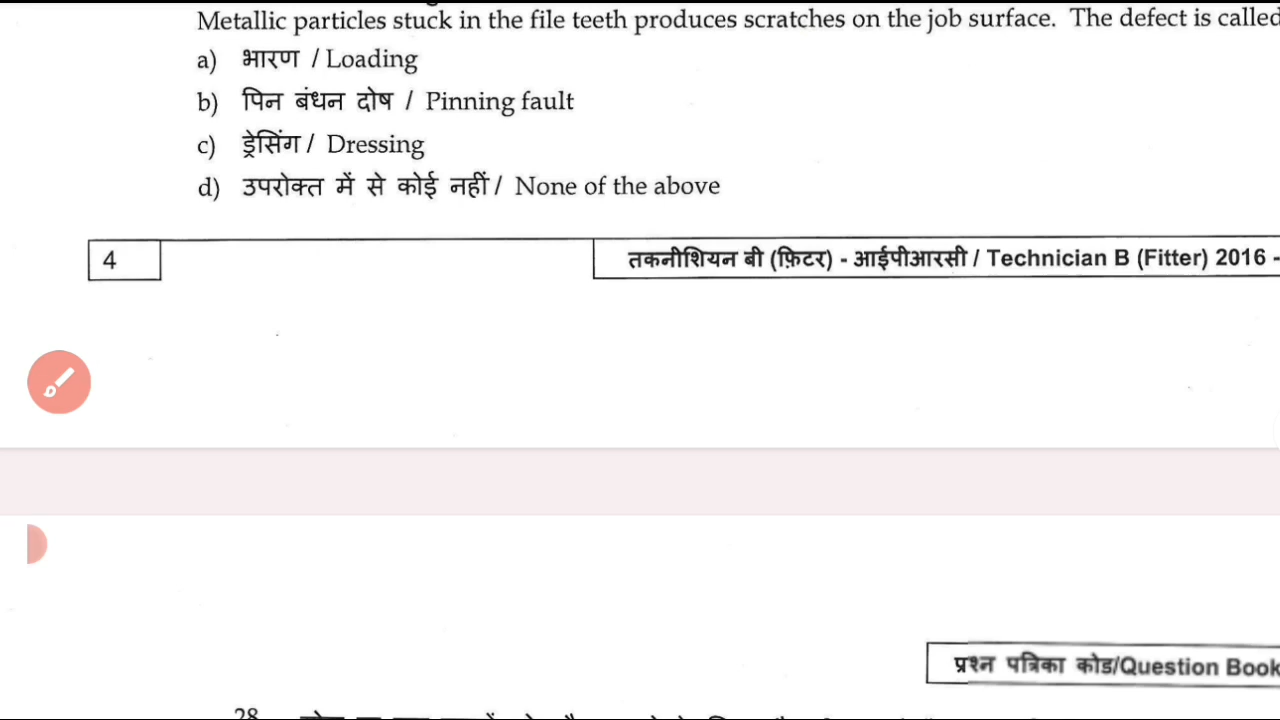 Metallic particles stuck in the file teeth produces scratches on the job surface. The defect is called
a) भारण / Loading
b) पिन बंधन दोष / Pinning fault
c) ड्रेसिंग / Dressing
d) उपरोक्त में से कोई नहीं / None of the above
4
तकनीशियन बी (फ़िटर) - आईपीआरसी / Technician B (Fitter) 2016 -
प्रश्न पत्रिका कोड/Question Book
28